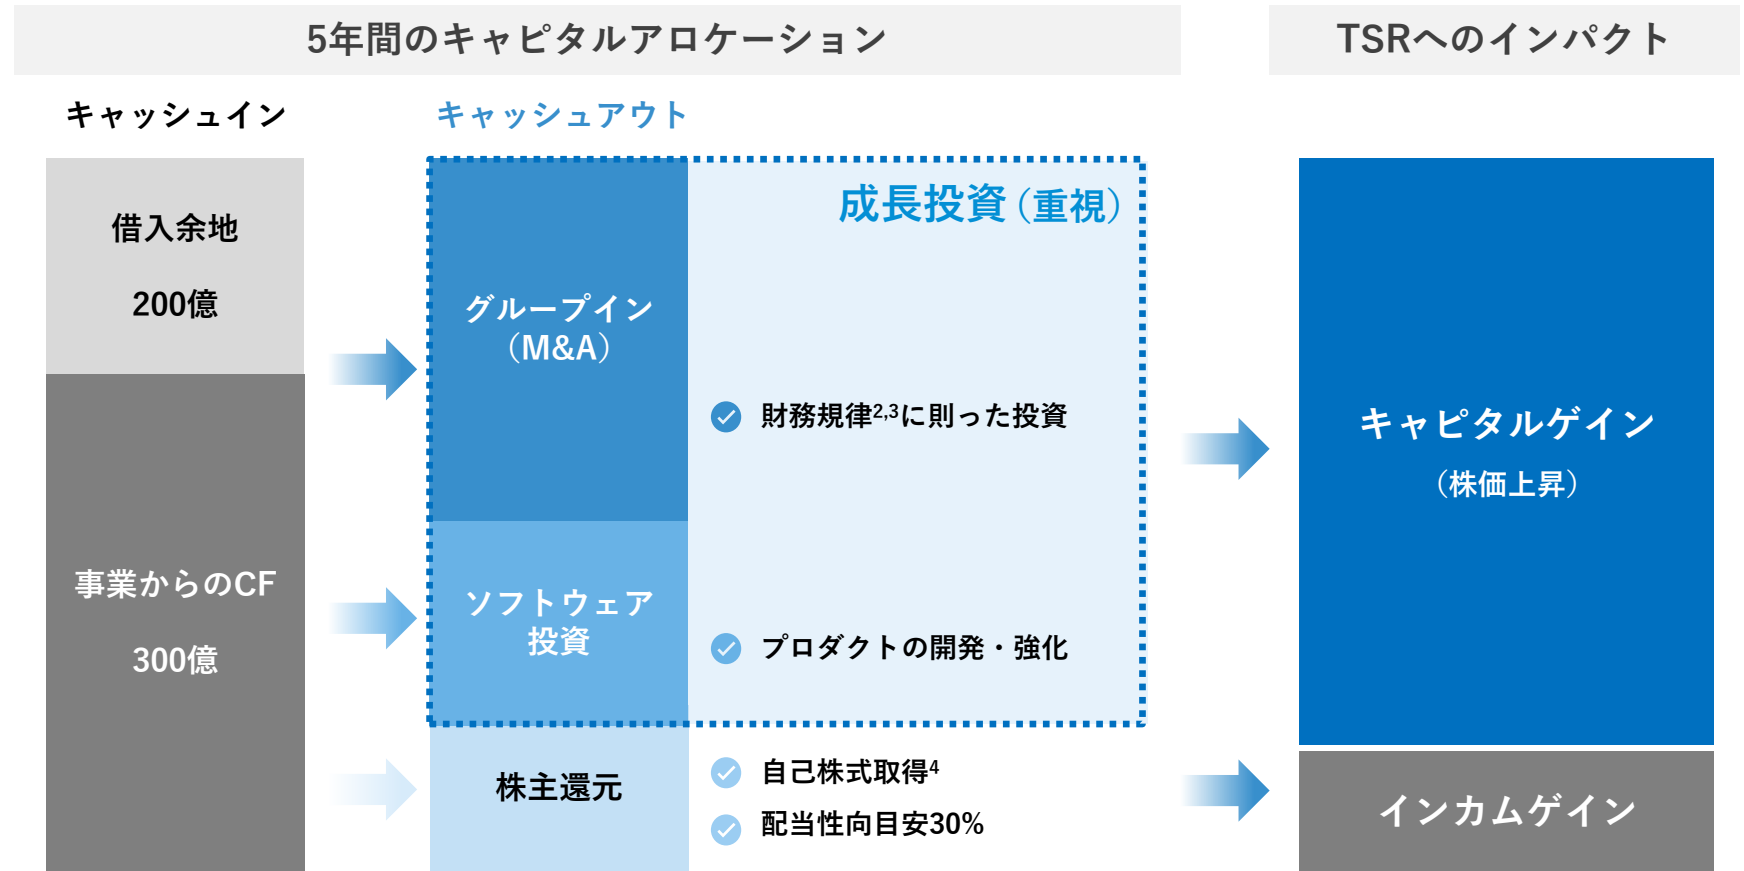 5年間のキャピタルアロケーション
TSRへのインパクト
キャッシュイン
キャッシュアウト
借入余地
200億
事業からのCF
300億
成長投資（重視）
グループイン
（M&A）
財務規律2,3に則った投資
ソフトウェア
投資
プロダクトの開発・強化
株主還元
自己株式取得4
配当性向目安30%
キャピタルゲイン
（株価上昇）
インカムゲイン